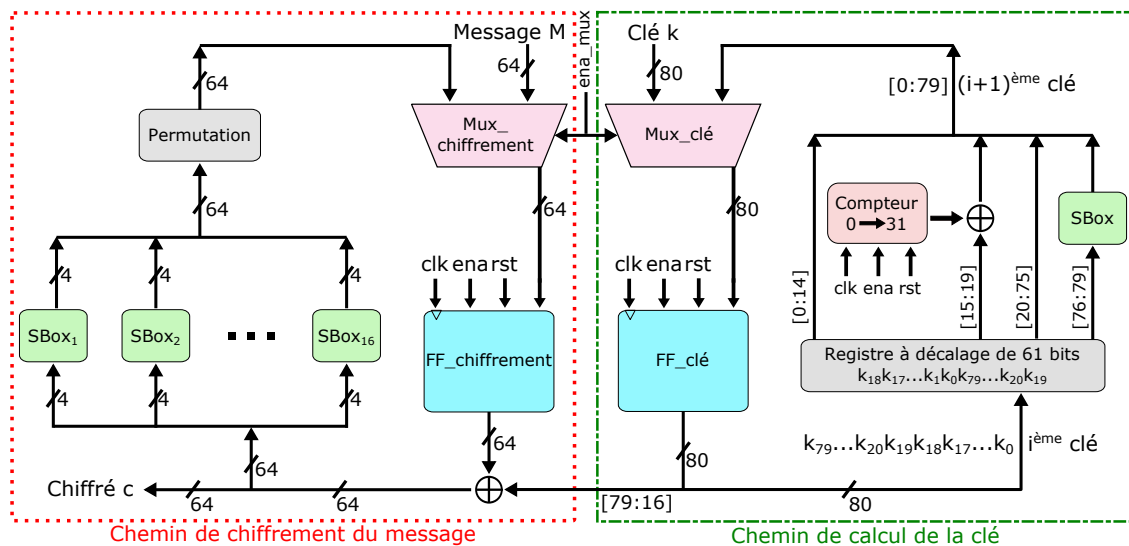 Message M
64
64
Permutation
64
4
4
4
SBox₁
SBox₂
SBox₁₆
4
4
4
64
Chiffré c
64
64
Mux_
chiffrement
64
clk ena rst
FF_chiffrement
64
Chemin de chiffrement du message
ena_mux
Clé k
80
Mux_clé
80
clk ena rst
FF_clé
80
[79:16]
80
[0:79] (i+1)ᵉᵐᵉ clé
Compteur
0 31
clk ena rst
SBox
[0:14]
[15:19]
[20:75]
[76:79]
Registre à décalage de 61 bits
k₁₈k₁₇...k₁k₀k₇₉...k₂₀k₁₉
k₇₉...k₂₀k₁₉k₁₈k₁₇...k₀ iᵉᵐᵉ clé
Chemin de calcul de la clé